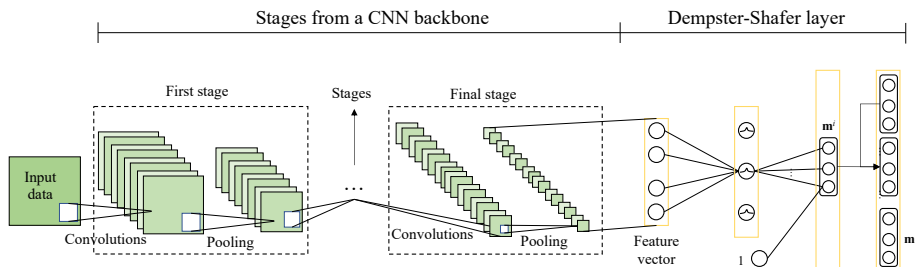 Stages from a CNN backbone
Dempster-Shafer layer
First stage
Stages
Final stage
Input
data
Convolutions
Pooling
...
Convolutions
Pooling
Feature
vector
1
m^i
m